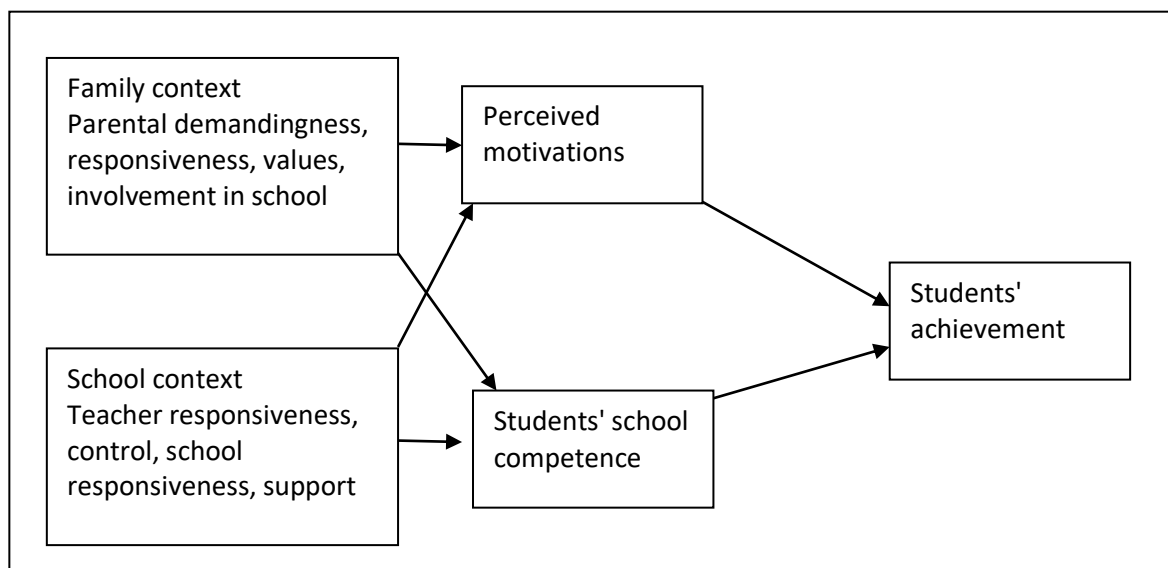 Family context
Parental demandingness,
responsiveness, values,
involvement in school
Perceived
motivations
Students'
achievement
School context
Teacher responsiveness,
control, school
responsiveness, support
Students' school
competence